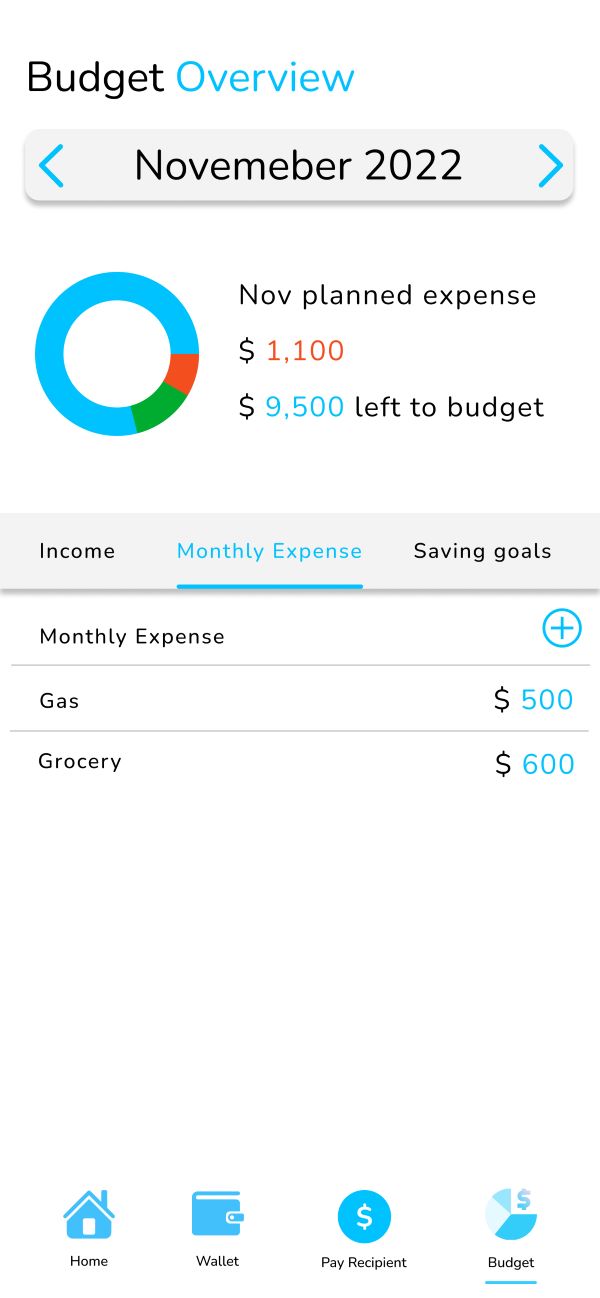 Budget Overview
Novemeber 2022
Nov planned expense
$ 1,100
$ 9,500 left to budget
Income Monthly Expense Saving goals
Monthly Expense
Gas $ 500
Grocery $ 600
$
$
Home Wallet Pay Recipient Budget